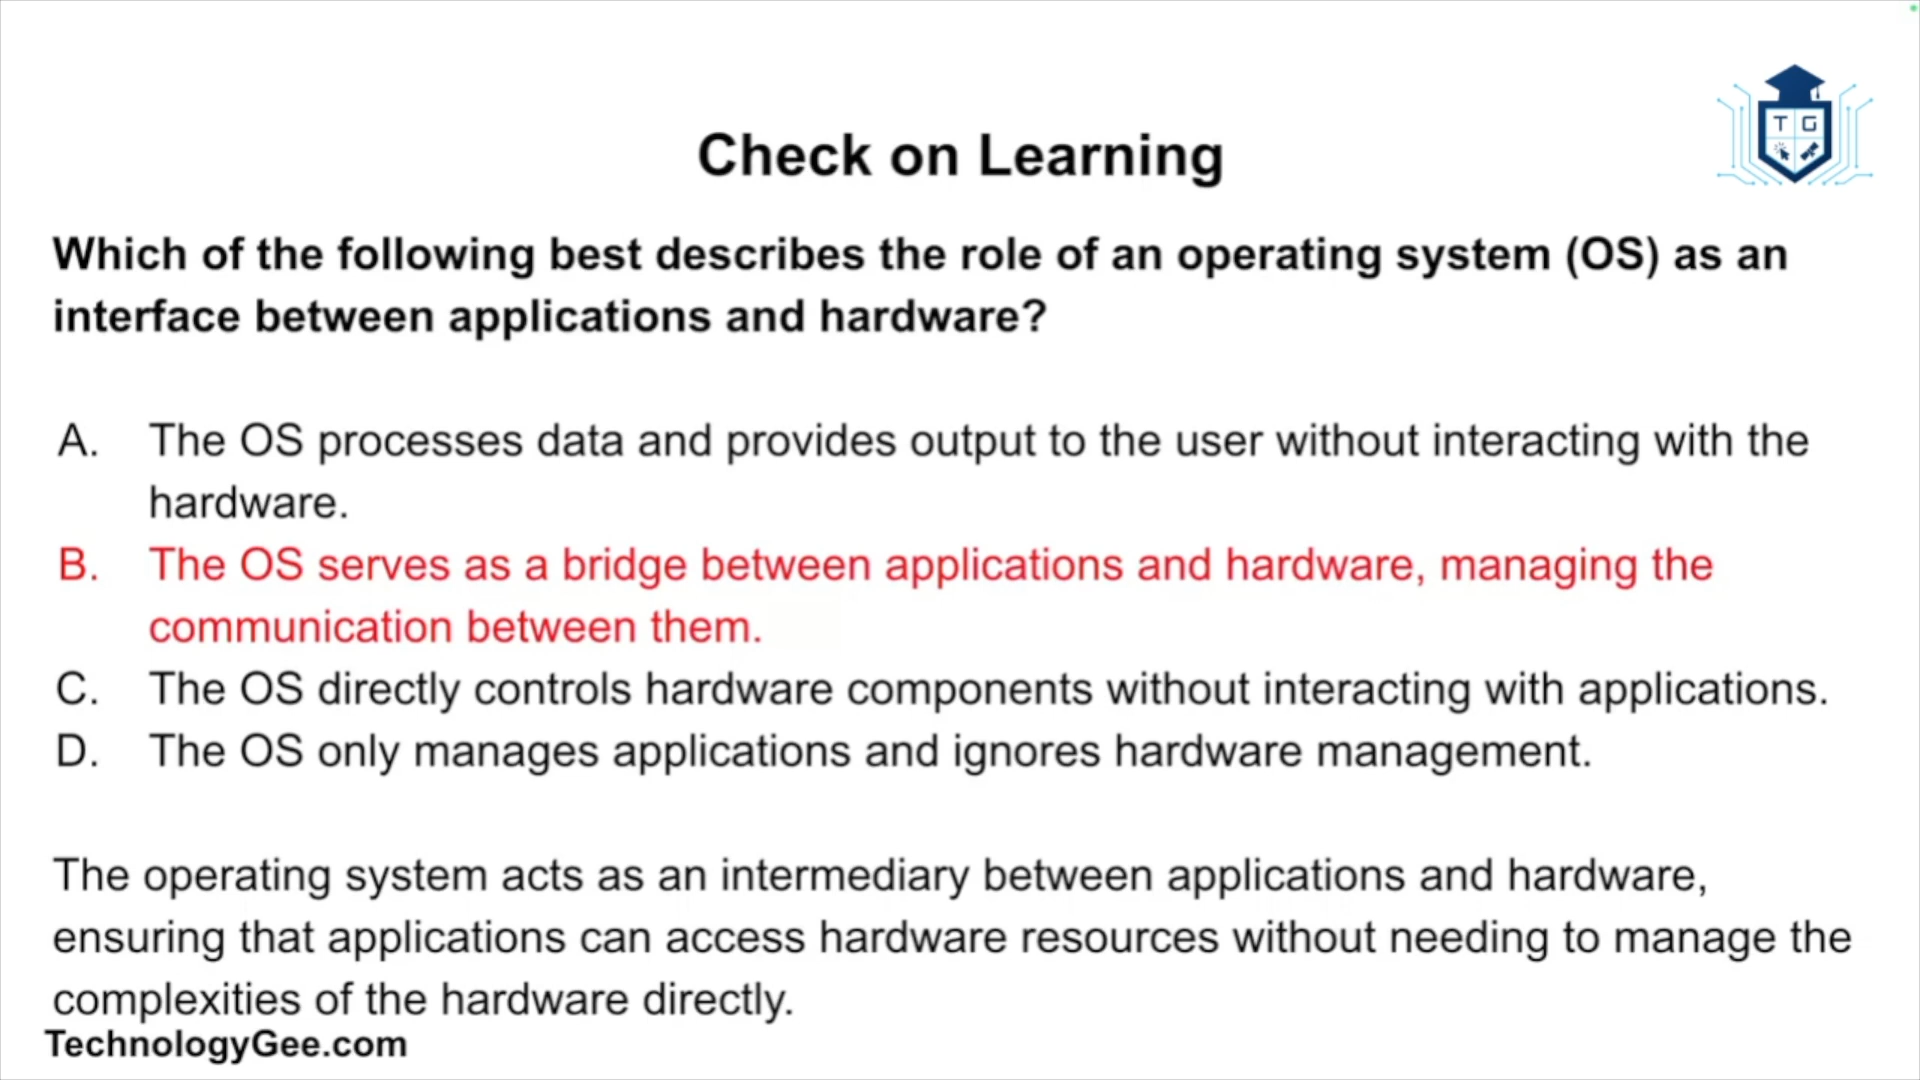 T G
Check on Learning
Which of the following best describes the role of an operating system (OS) as an
interface between applications and hardware?
A. The OS processes data and provides output to the user without interacting with the
hardware.
B. The OS serves as a bridge between applications and hardware, managing the
communication between them.
C. The OS directly controls hardware components without interacting with applications.
D. The OS only manages applications and ignores hardware management.
The operating system acts as an intermediary between applications and hardware,
ensuring that applications can access hardware resources without needing to manage the
complexities of the hardware directly.
TechnologyGee.com